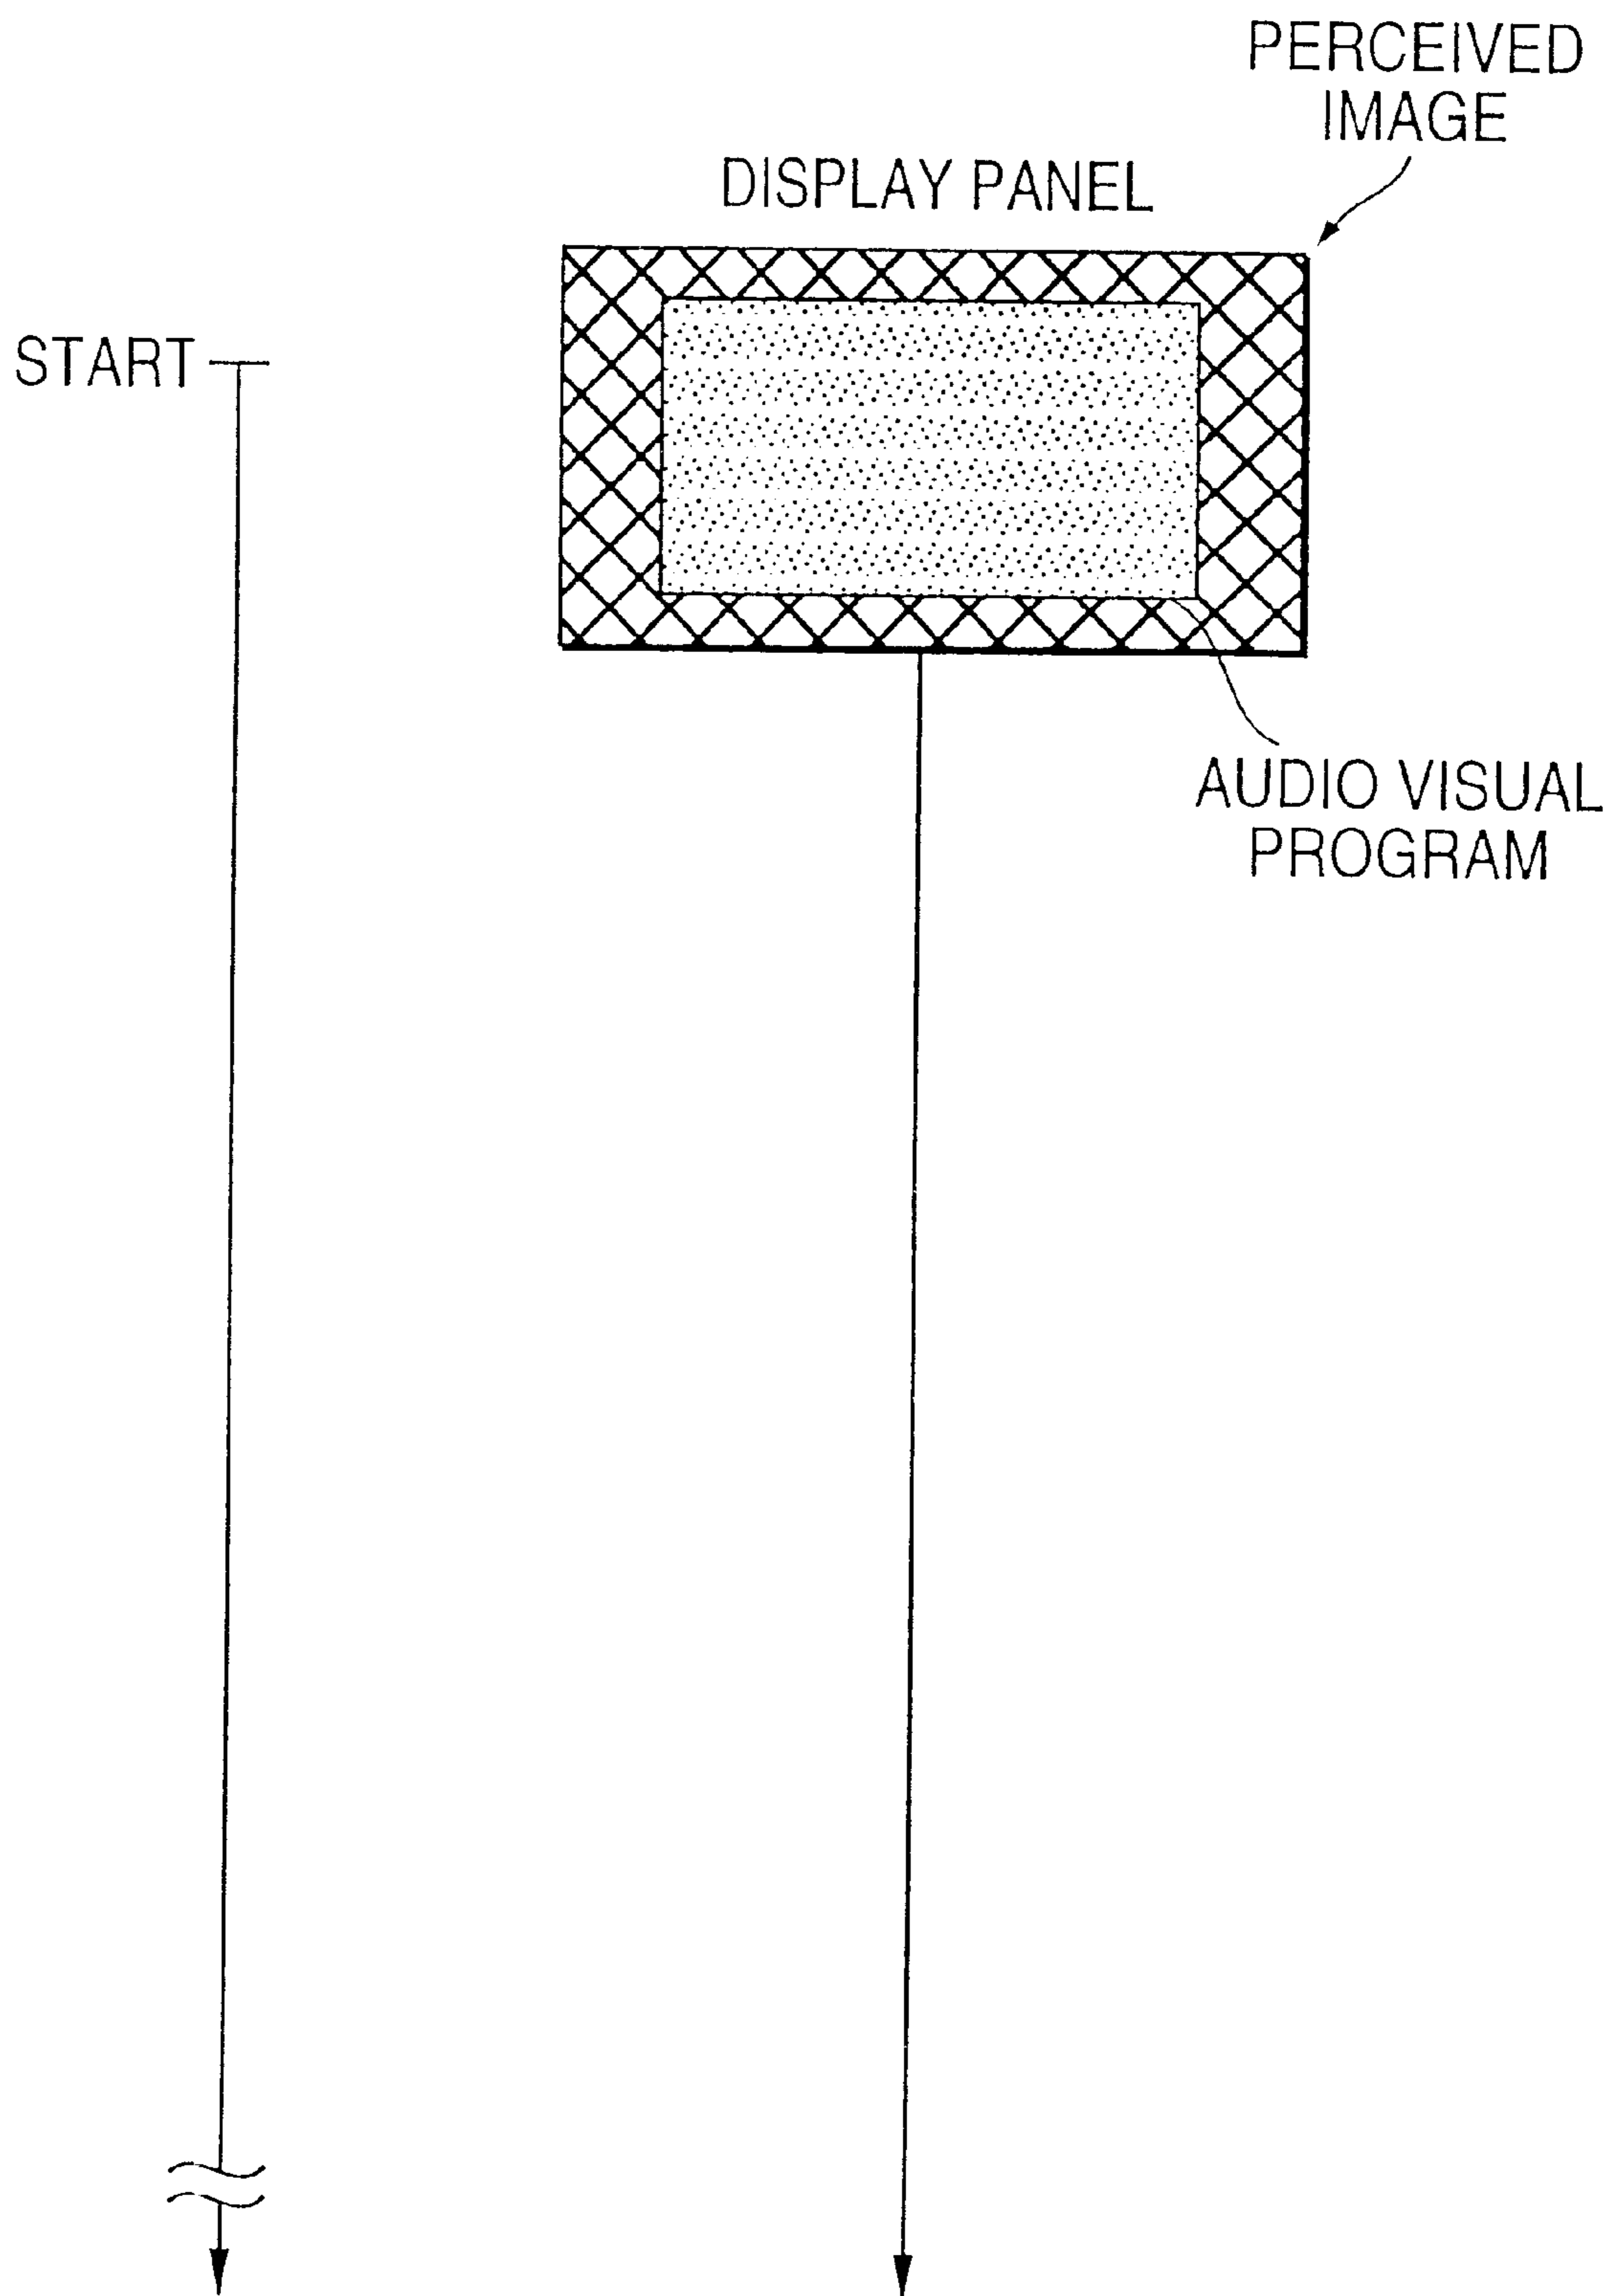 PERCEIVED
IMAGE
DISPLAY PANEL
START
AUDIO VISUAL
PROGRAM